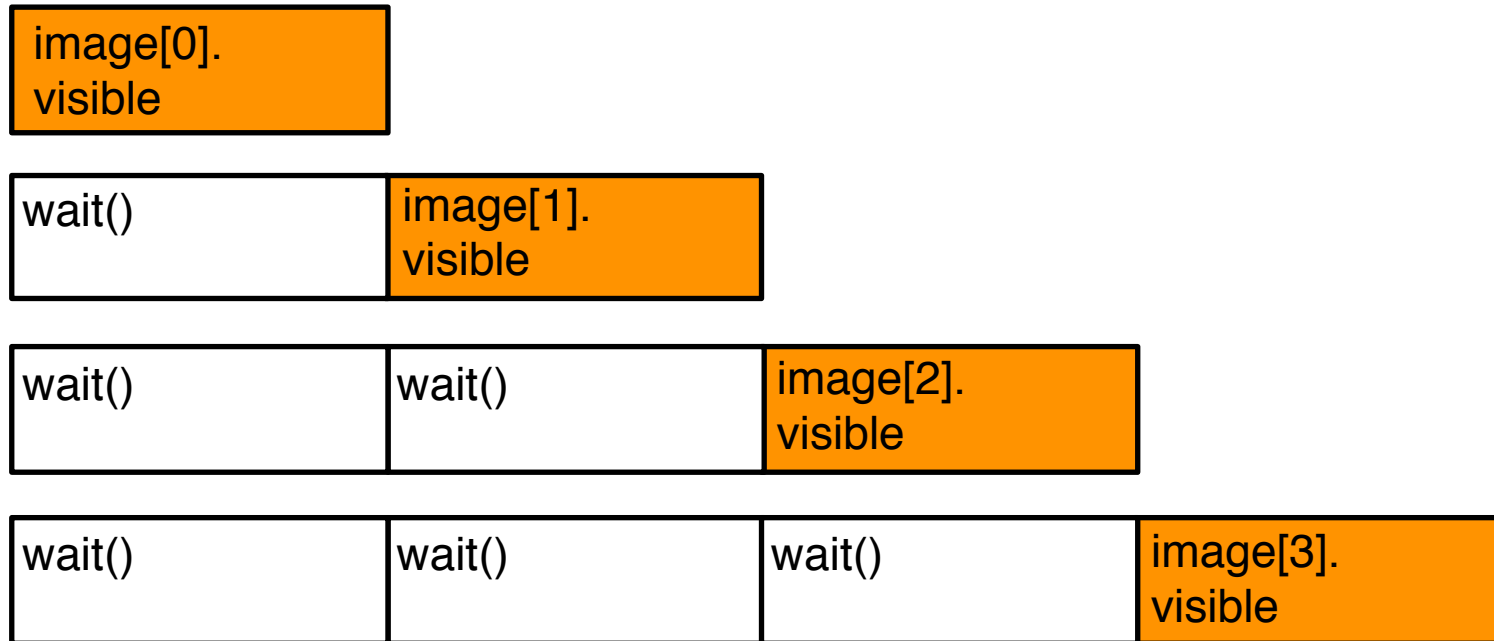 image[0].
visible
wait()
image[1].
visible
wait()
wait()
image[2].
visible
wait()
wait()
wait()
image[3].
visible